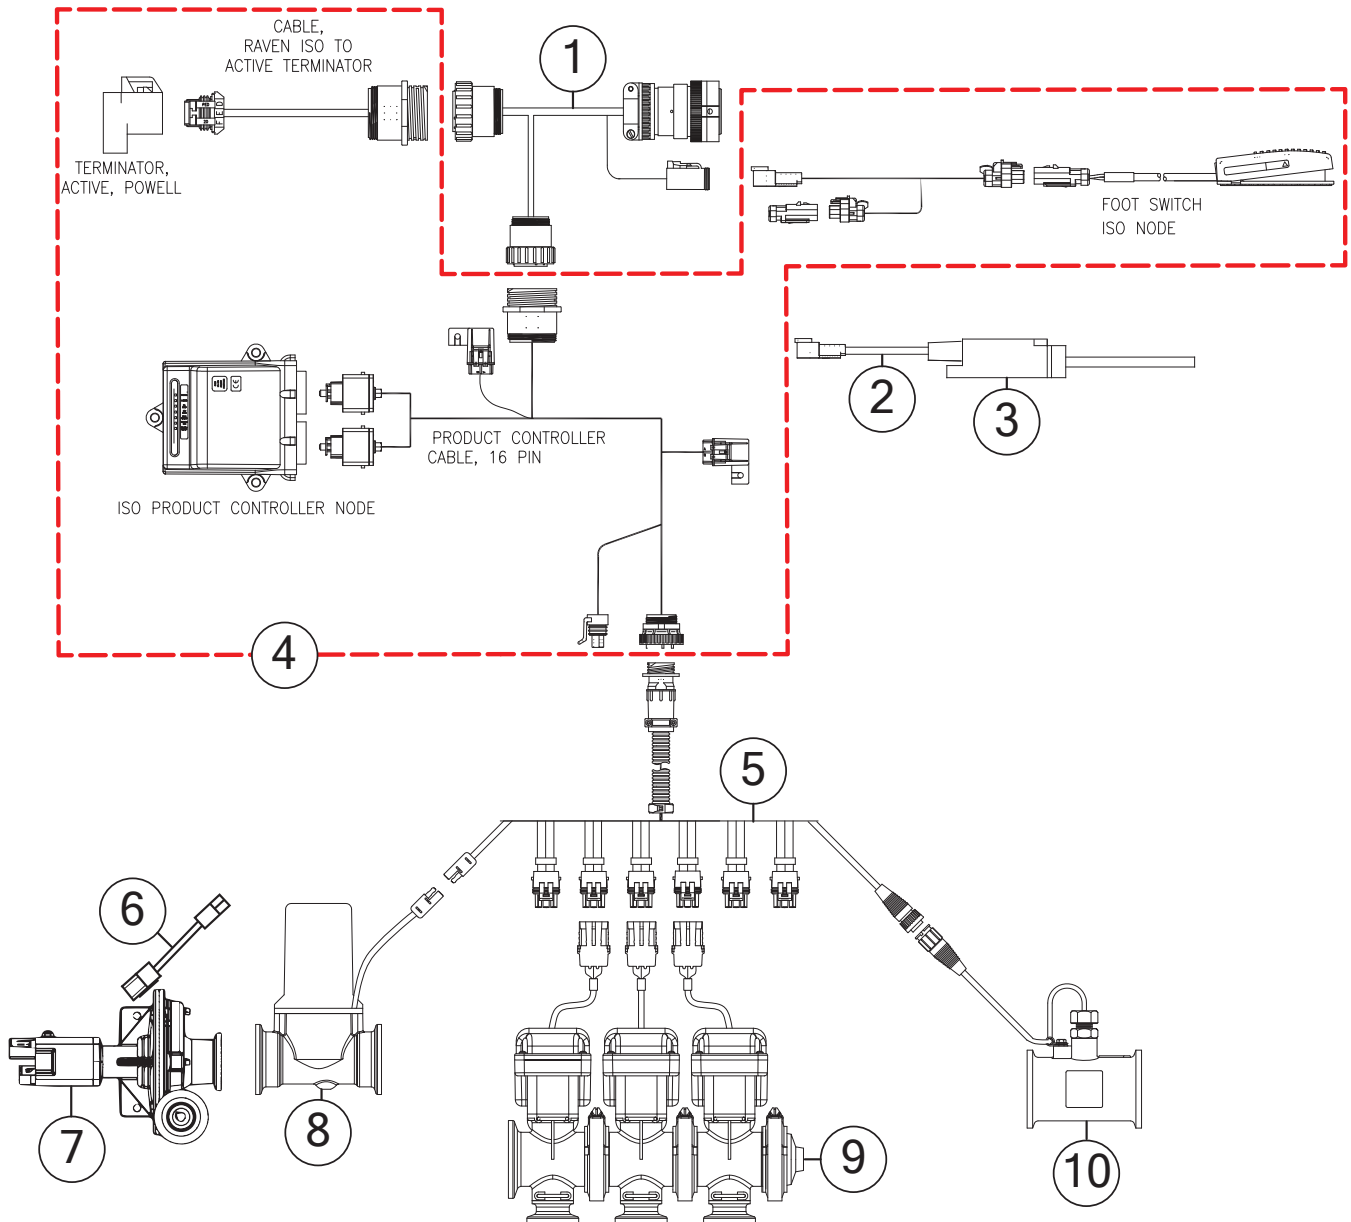 CABLE,
RAVEN ISO TO
ACTIVE TERMINATOR
1
TERMINATOR,
ACTIVE, POWELL
FOOT SWITCH
ISO NODE
2
3
PRODUCT CONTROLLER
CABLE, 16 PIN
ISO PRODUCT CONTROLLER NODE
4
5
6
7
8
9
10